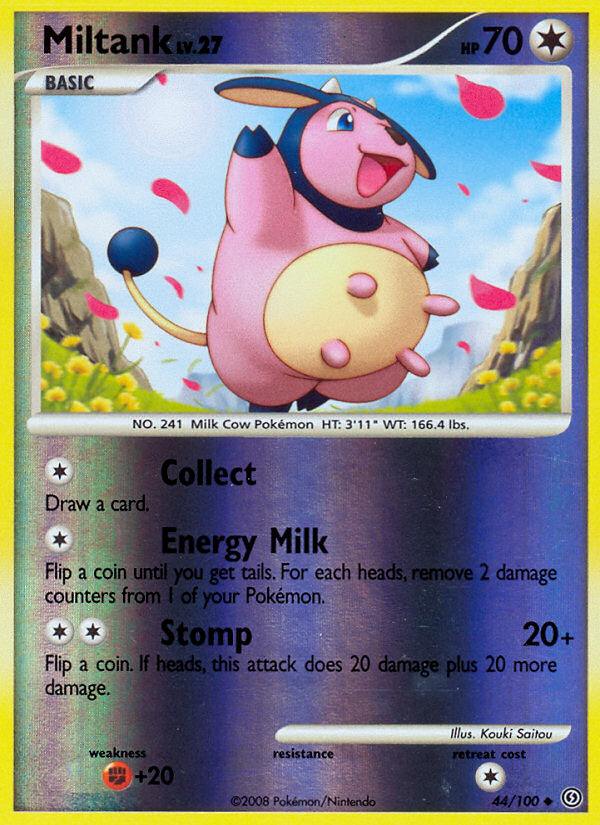 Miltank LV.27 HP 70
BASIC
NO. 241 Milk Cow Pokémon HT: 3'11" WT: 166.4 lbs.
Collect
Draw a card.
Energy Milk
Flip a coin until you get tails. For each heads, remove 2 damage
counters from 1 of your Pokémon.
Stomp 20+
Flip a coin. If heads, this attack does 20 damage plus 20 more
damage.
Illus. Kouki Saitou
weakness resistance retreat cost
+20
©2008 Pokémon/Nintendo 44/100